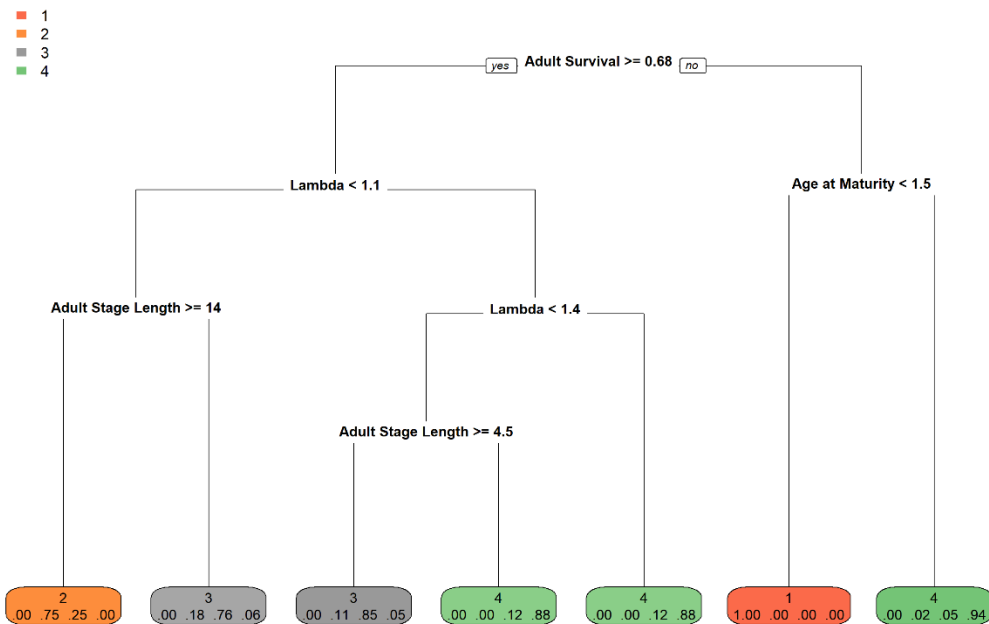 1
2
3
4
yes Adult Survival >= 0.68 no
Lambda < 1.1
Age at Maturity < 1.5
Adult Stage Length >= 14
Lambda < 1.4
Adult Stage Length >= 4.5
2
.00 .75 .25 .00
3
.00 .18 .76 .06
3
.00 .11 .85 .05
4
.00 .00 .12 .88
4
.00 .00 .12 .88
1
1.00 .00 .00 .00
4
.00 .02 .05 .94